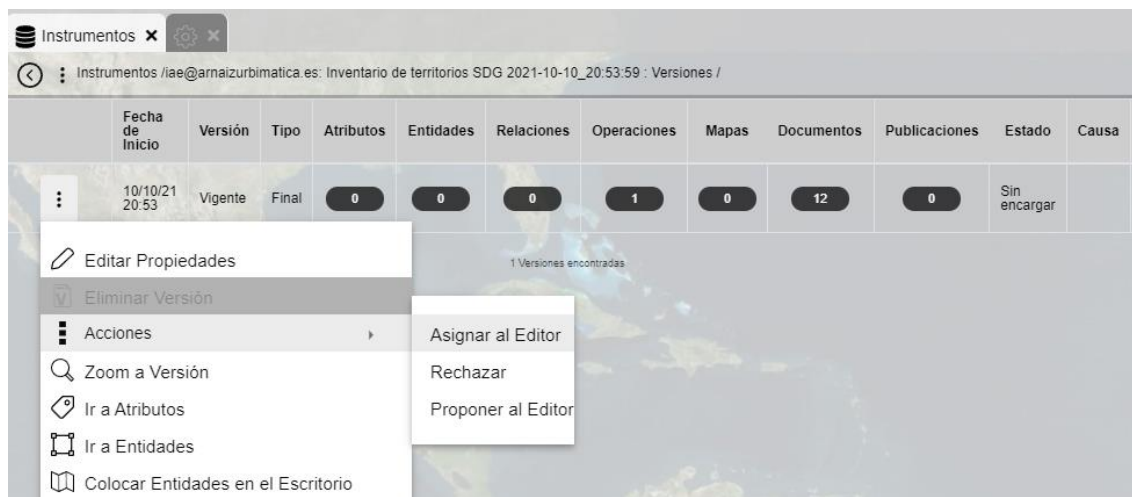 Instrumentos
Instrumentos /iae@arnaizurbimatica.es: Inventario de territorios SDG 2021-10-10_20:53:59 : Versiones /
Fecha de Inicio Versión Tipo Atributos Entidades Relaciones Operaciones Mapas Documentos Publicaciones Estado Causa
10/10/21 20:53 Vigente Final 0 0 0 1 0 12 0 Sin encargar
1 Versiones encontradas
Editar Propiedades
Eliminar Versión
Acciones
Zoom a Versión
Ir a Atributos
Ir a Entidades
Colocar Entidades en el Escritorio
Asignar al Editor
Rechazar
Proponer al Editor